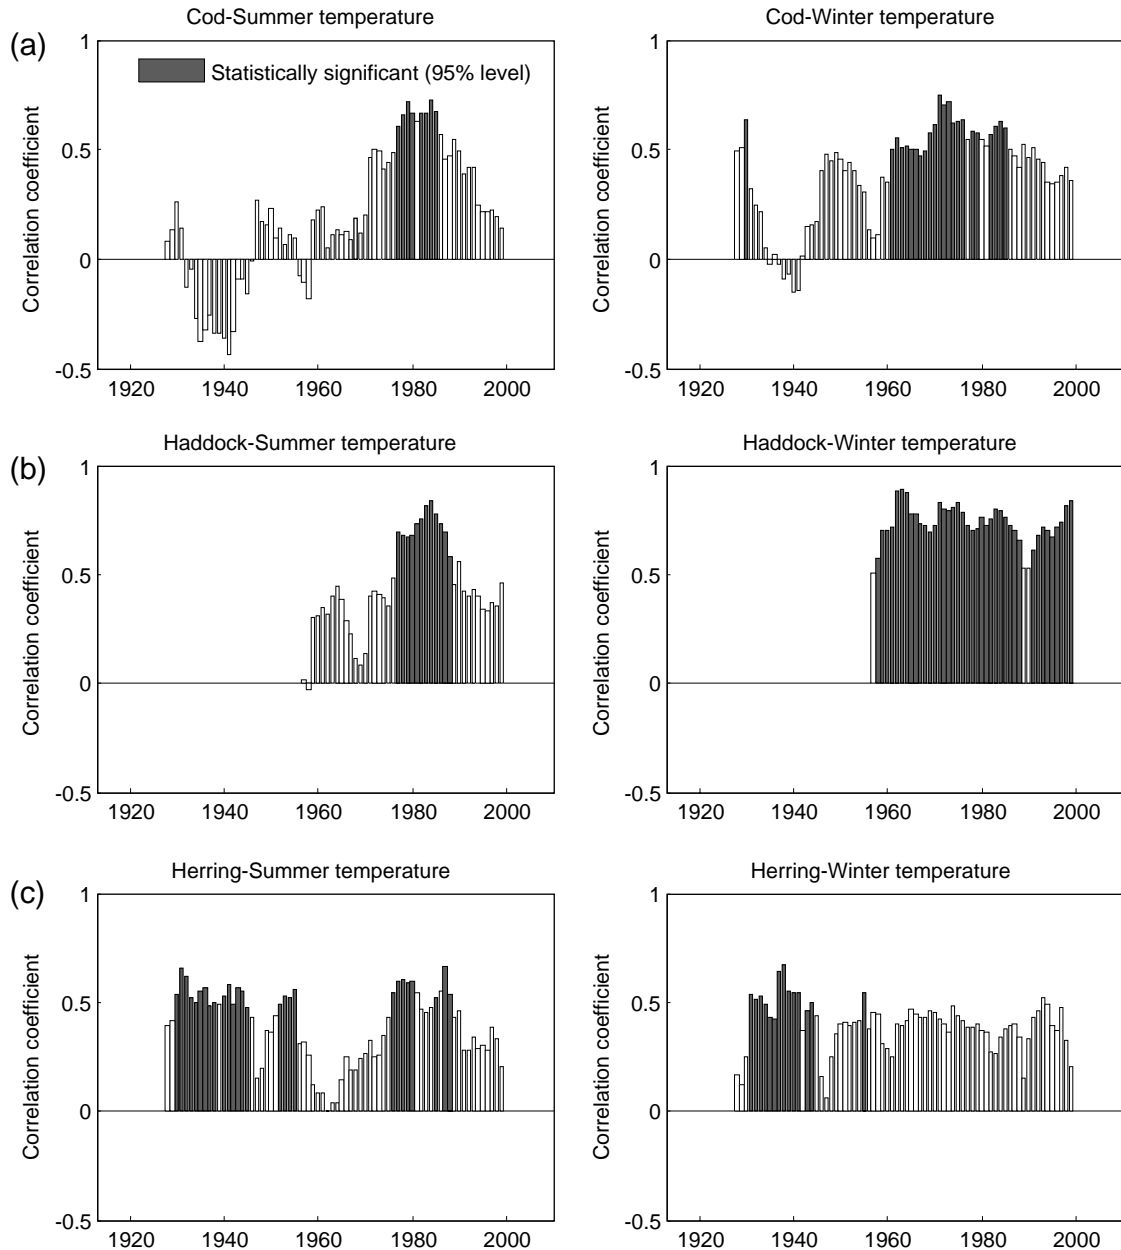 Cod-Summer temperature
Cod-Winter temperature
(a)
1
0.5
0
-0.5
Correlation coefficient
Statistically significant (95% level)
1920 1940 1960 1980 2000
1
0.5
0
-0.5
Correlation coefficient
1920 1940 1960 1980 2000
Haddock-Summer temperature
Haddock-Winter temperature
(b)
1
0.5
0
-0.5
Correlation coefficient
1920 1940 1960 1980 2000
1
0.5
0
-0.5
Correlation coefficient
1920 1940 1960 1980 2000
Herring-Summer temperature
Herring-Winter temperature
(c)
1
0.5
0
-0.5
Correlation coefficient
1920 1940 1960 1980 2000
1
0.5
0
-0.5
Correlation coefficient
1920 1940 1960 1980 2000